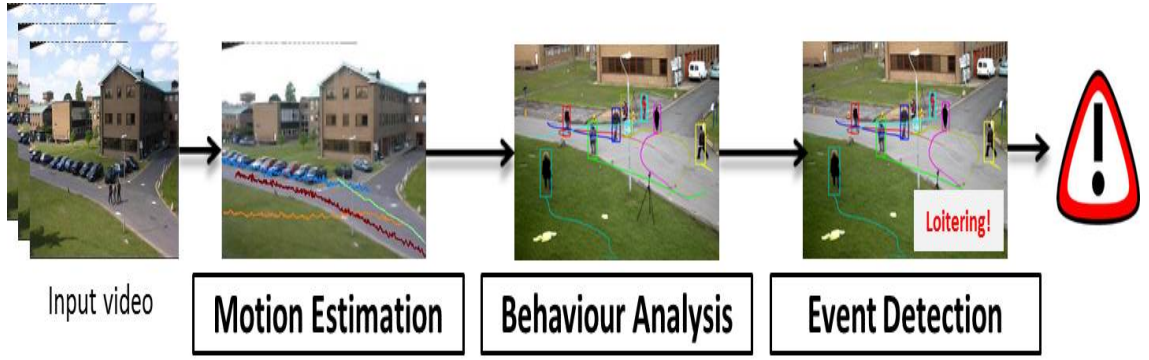 Loitering!
Input video
Motion Estimation
Behaviour Analysis
Event Detection